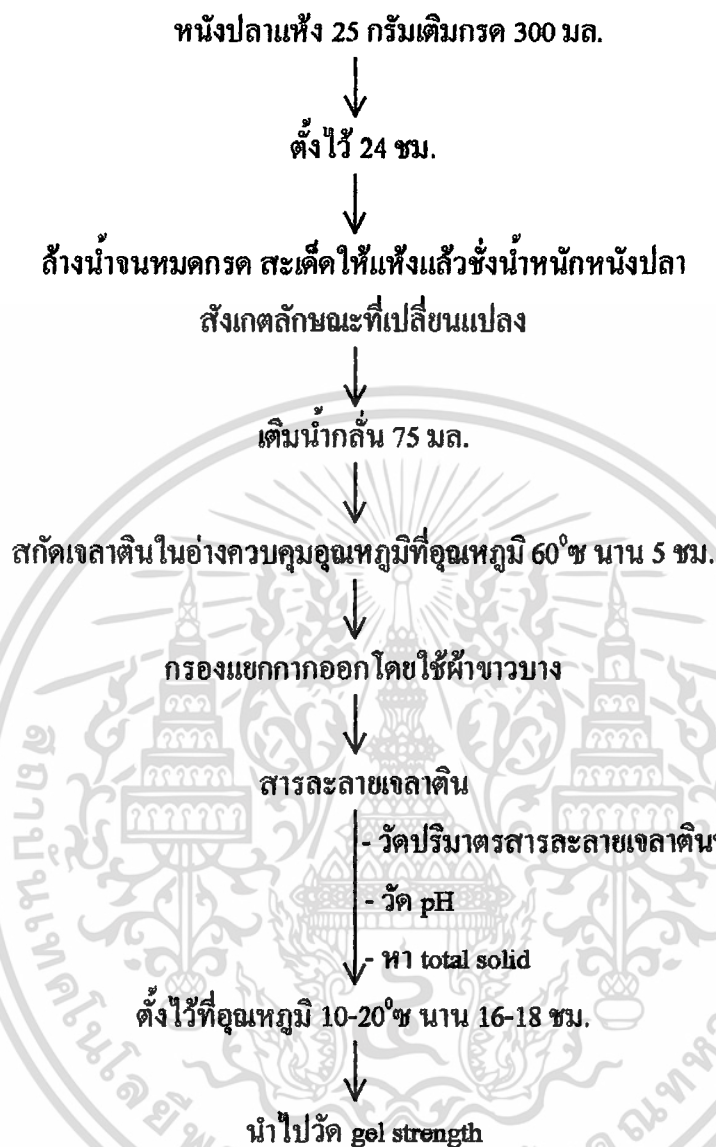 หนังปลาแห้ง 25 กรัมเติมกรด 300 มล.
ตั้งไว้ 24 ชม.
ล้างน้ำจนหมดกรด สะเด็ดให้แห้งแล้วชั่งน้ำหนักหนังปลา
สังเกตลักษณะที่เปลี่ยนแปลง
เติมน้ำกลั่น 75 มล.
สกัดเจลาตินในอ่างควบคุมอุณหภูมิที่อุณหภูมิ 60⁰ซ นาน 5 ชม.
กรองแยกกากออกโดยใช้ผ้าขาวบาง
สารละลายเจลาติน
- วัดปริมาตรสารละลายเจลาติน
- วัด pH
- หา total solid
ตั้งไว้ที่อุณหภูมิ 10-20⁰ซ นาน 16-18 ชม.
นำไปวัด gel strength